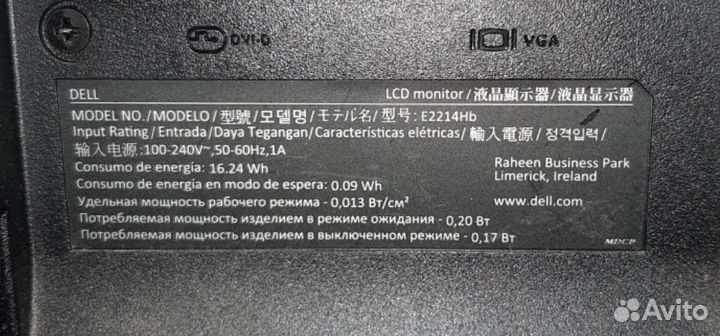 DVI-D
VGA
DELL
LCD monitor/液晶顯示器/液晶显示器
MODEL NO./MODELO/型號/모델명/モデル名/型号: E2214Hb
Input Rating/Entrada/Daya Tegangan/Características elétricas/輸入電源/정격입력/
输入电源:100-240V~,50-60Hz,1A
Consumo de energía: 16.24 Wh
Consumo de energía en modo de espera: 0.09 Wh
Удельная мощность рабочего режима - 0,013 Вт/см²
Потребляемая мощность изделием в режиме ожидания - 0,20 Вт
Потребляемая мощность изделием в выключенном режиме - 0,17 Вт
Raheen Business Park
Limerick, Ireland
www.dell.com
MDCP
Avito